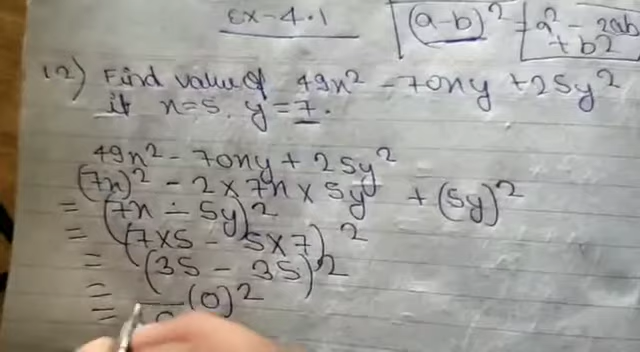 Ex-4.1
(a-b)² = a² - 2ab
+ b2
12) Find value of 49x² - 70xy + 25y²
if x=5, y=7.
49x² - 70xy + 25y²
(7x)² - 2×7x×5y + (5y)²
= (7x - 5y)2
= (7×5 - 5×7)²
= (35 - 35)2
= (0)²
= 0